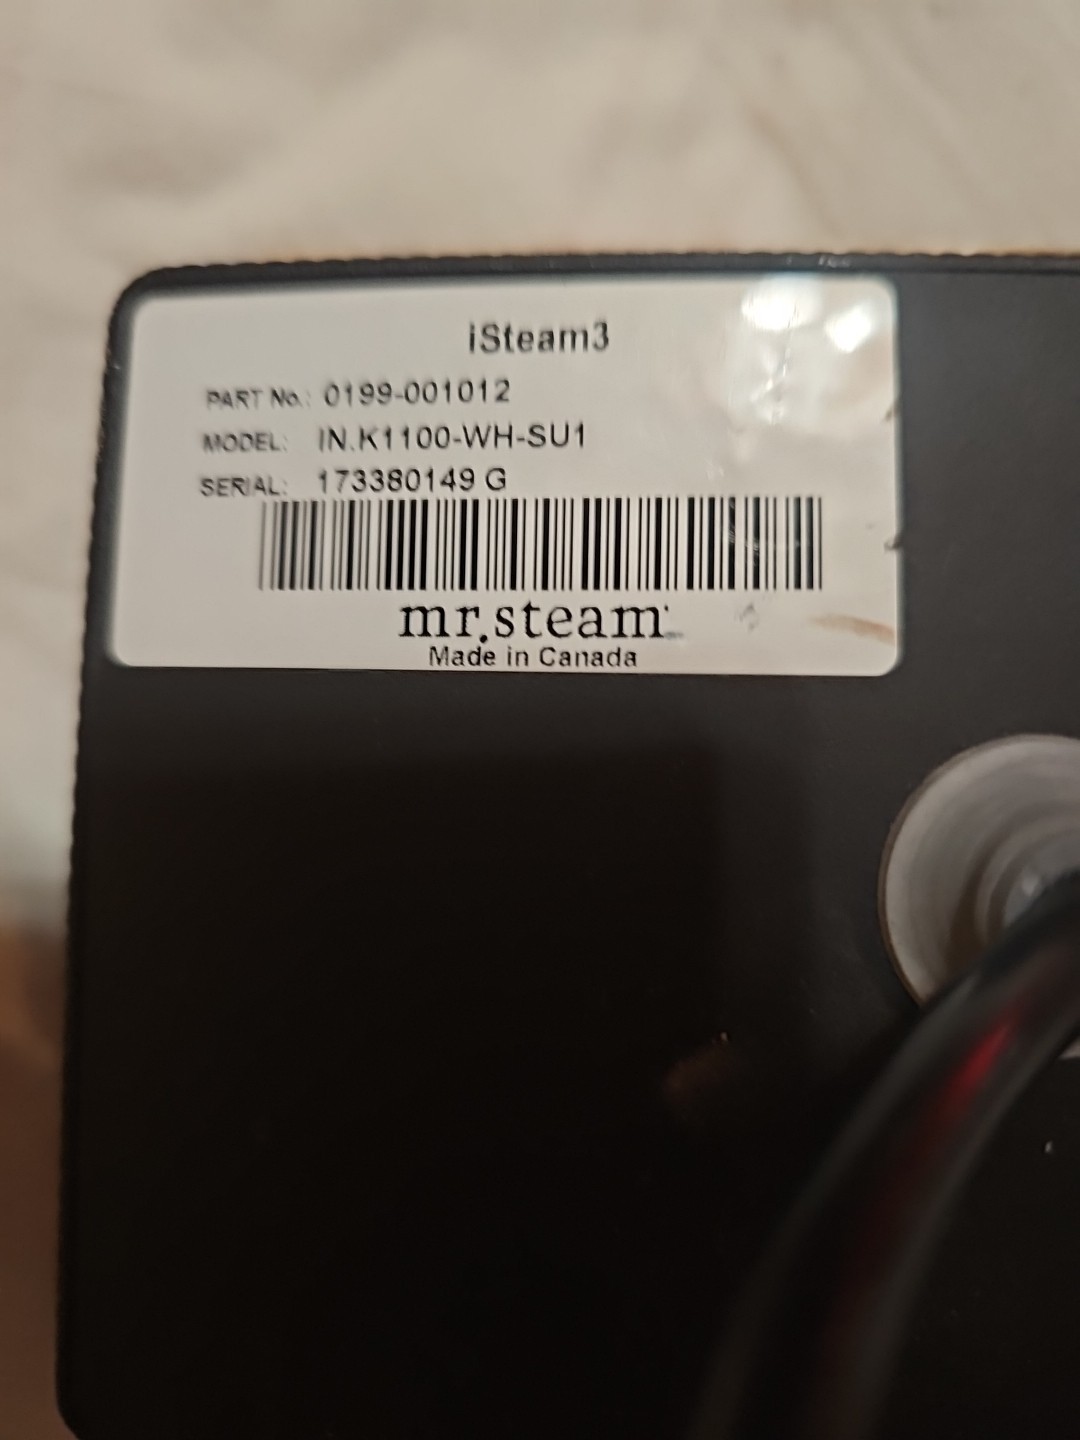 iSteam3
PART No.: 0199-001012
MODEL: IN.K1100-WH-SU1
SERIAL: 173380149 G
mr.steam
Made in Canada